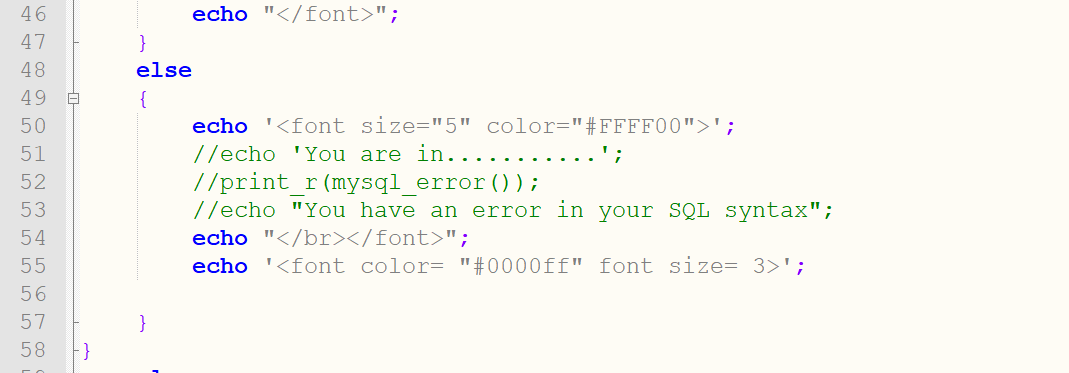 46 echo "</font>";
47 }
48 else
49 {
50 echo '<font size="5" color="#FFFF00">';
51 //echo 'You are in...........';
52 //print_r(mysql_error());
53 //echo "You have an error in your SQL syntax";
54 echo "</br></font>";
55 echo '<font color= "#0000ff" font size= 3>';
56
57 }
58 }